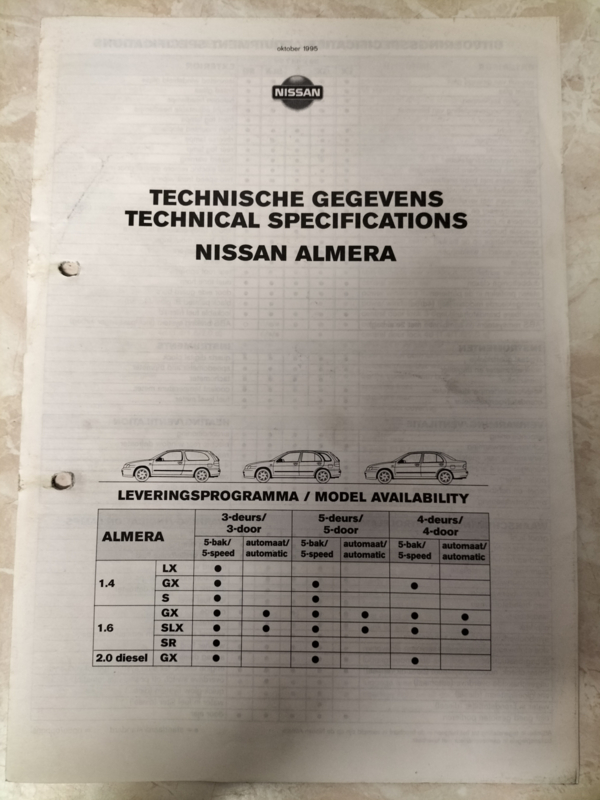 oktober 1995
NISSAN
TECHNISCHE GEGEVENS
TECHNICAL SPECIFICATIONS
NISSAN ALMERA
LEVERINGSPROGRAMMA / MODEL AVAILABILITY
ALMERA
3-deurs/ 5-deurs/ 4-deurs/
3-door 5-door 4-door
5-bak/ automaat/ 5-bak/ automaat/ 5-bak/ automaat/
5-speed automatic 5-speed automatic 5-speed automatic
LX ●
1.4 GX ● ● ●
S ● ●
GX ● ● ● ● ● ●
1.6 SLX ● ● ● ● ● ●
SR ● ●
2.0 diesel GX ● ● ●